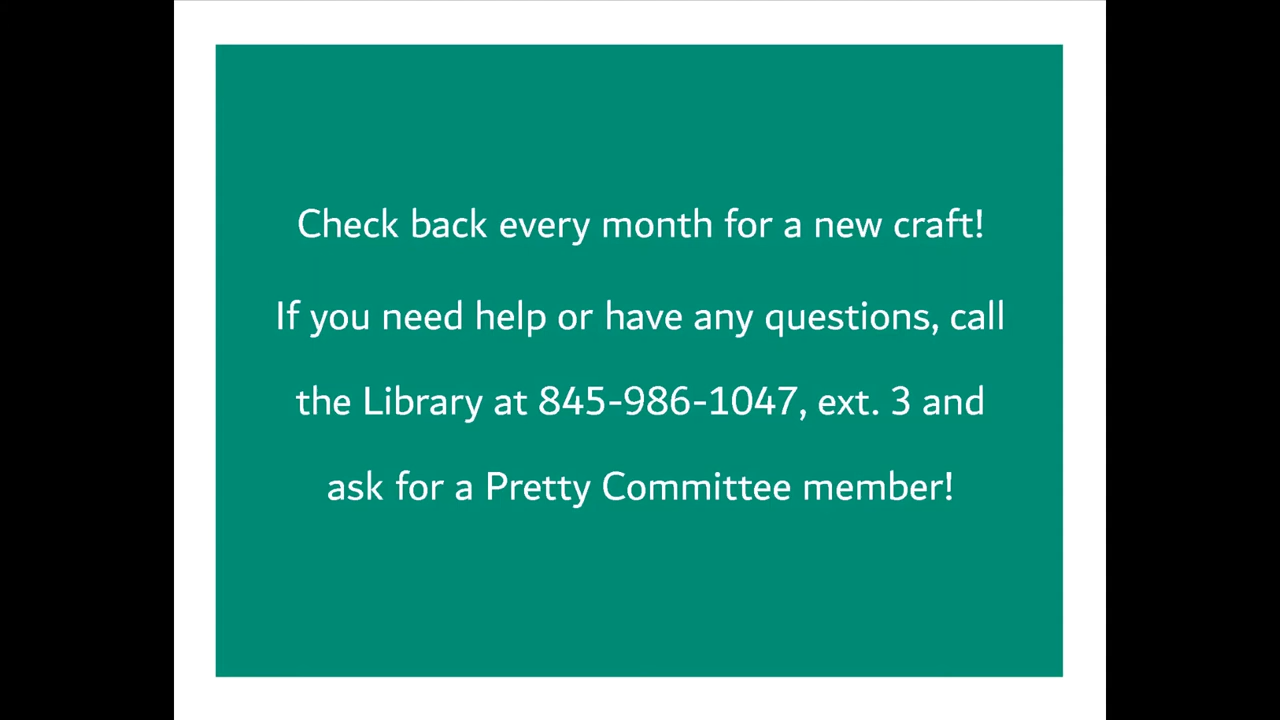 Check back every month for a new craft!
If you need help or have any questions, call
the Library at 845-986-1047, ext. 3 and
ask for a Pretty Committee member!